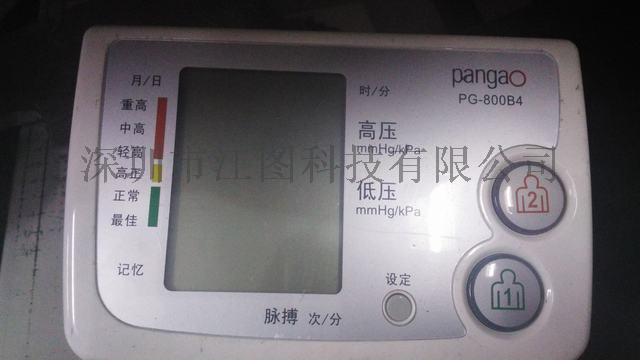 pangao
PG-800B4
月/日
时/分
重高
中高
轻高
高正
正常
最佳
高压
mmHg/kPa
深圳市江图科技有限公司
低压
mmHg/kPa
2
记忆
设定
1
脉搏 次/分